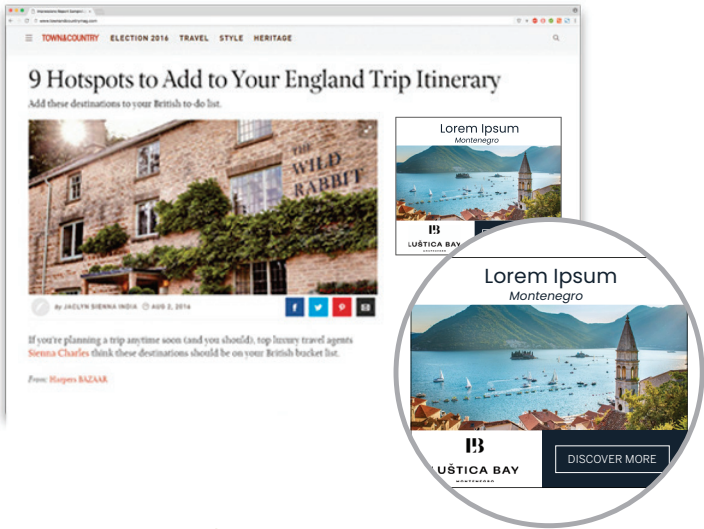 www.townandcountrymag.com
TOWN&COUNTRY ELECTION 2016 TRAVEL STYLE HERITAGE
9 Hotspots to Add to Your England Trip Itinerary
Add these destinations to your British to-do list.
THE
WILD
RABBIT
By JACLYN SIENNA INDIA AUG 2, 2016
If you're planning a trip anytime soon (and you should), top luxury travel agents
Sienna Charles think these destinations should be on your British bucket list.
From: Harpers BAZAAR
Lorem Ipsum
Montenegro
LUŠTICA BAY
Lorem Ipsum
Montenegro
LUŠTICA BAY
MONTENEGRO
DISCOVER MORE